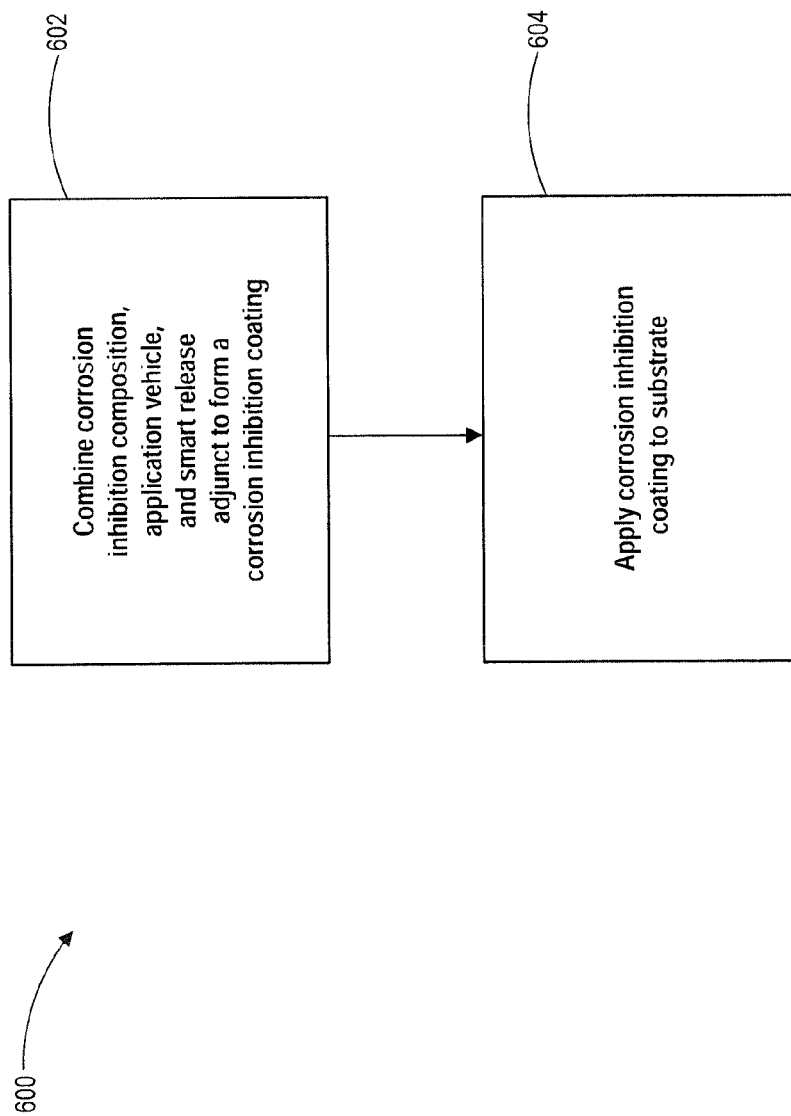 600
602
Combine corrosion
inhibition composition,
application vehicle,
and smart release
adjunct to form a
corrosion inhibition coating
604
Apply corrosion inhibition
coating to substrate